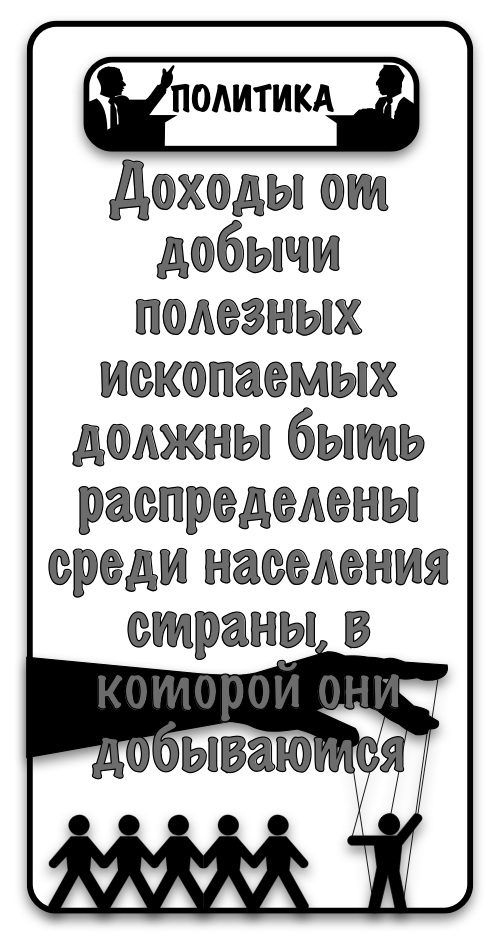 ПОЛИТИКА
Доходы от
добычи
полезных
ископаемых
должны быть
распределены
среди населения
страны, в
которой они
добываются